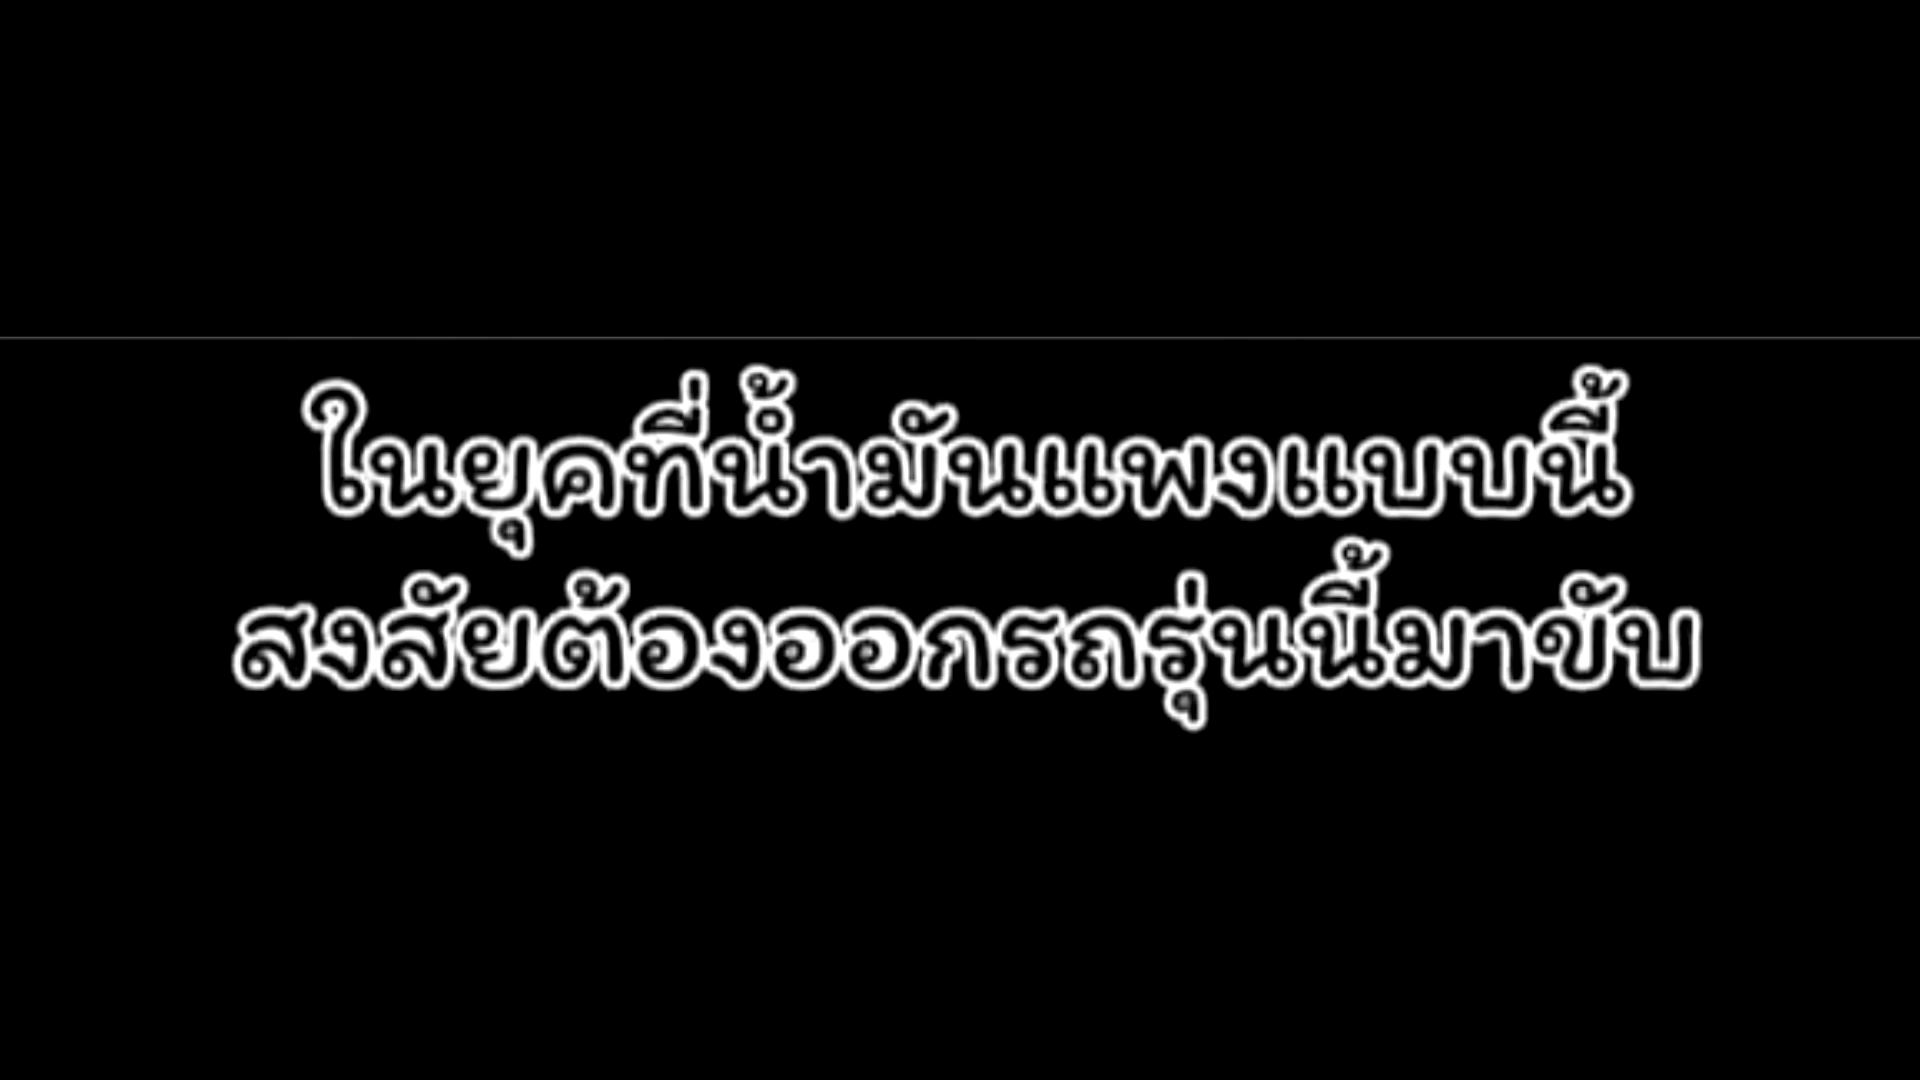 ในยุคที่น้ำมันแพงแบบนี้
สงสัยต้องออกรถรุ่นนี้มาขับ